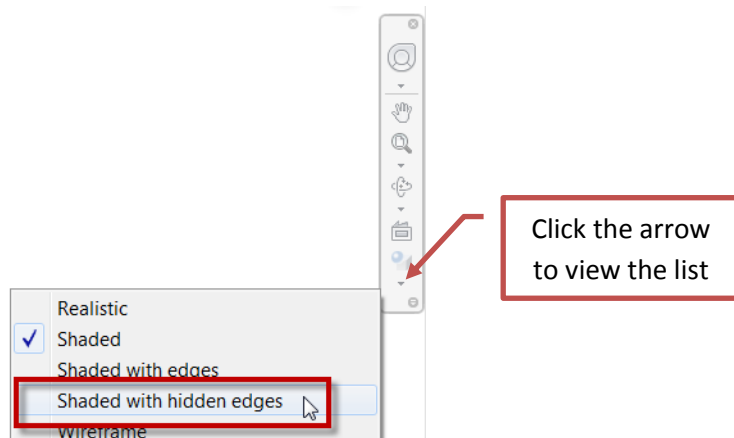 Click the arrow
to view the list
Realistic
Shaded
Shaded with edges
Shaded with hidden edges
Wireframe